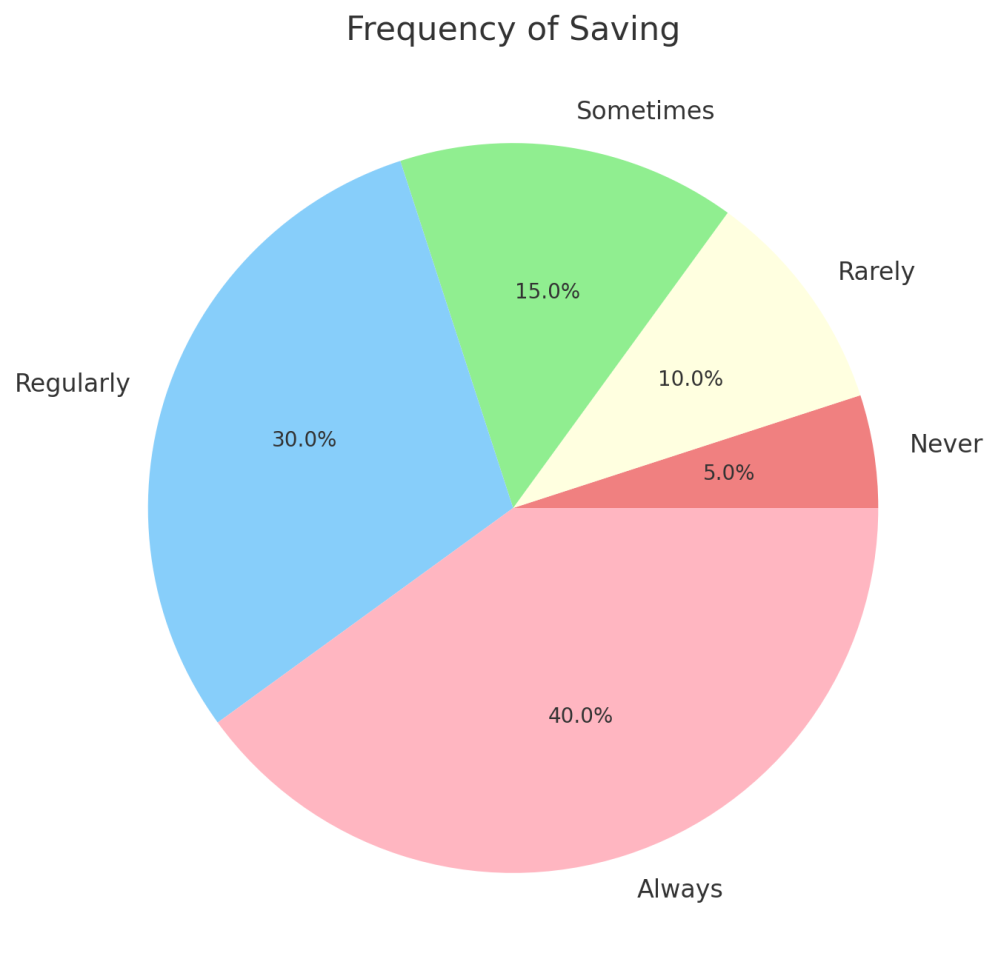 Frequency of Saving
Sometimes
Rarely
15.0%
10.0%
Regularly
30.0%
Never
5.0%
40.0%
Always